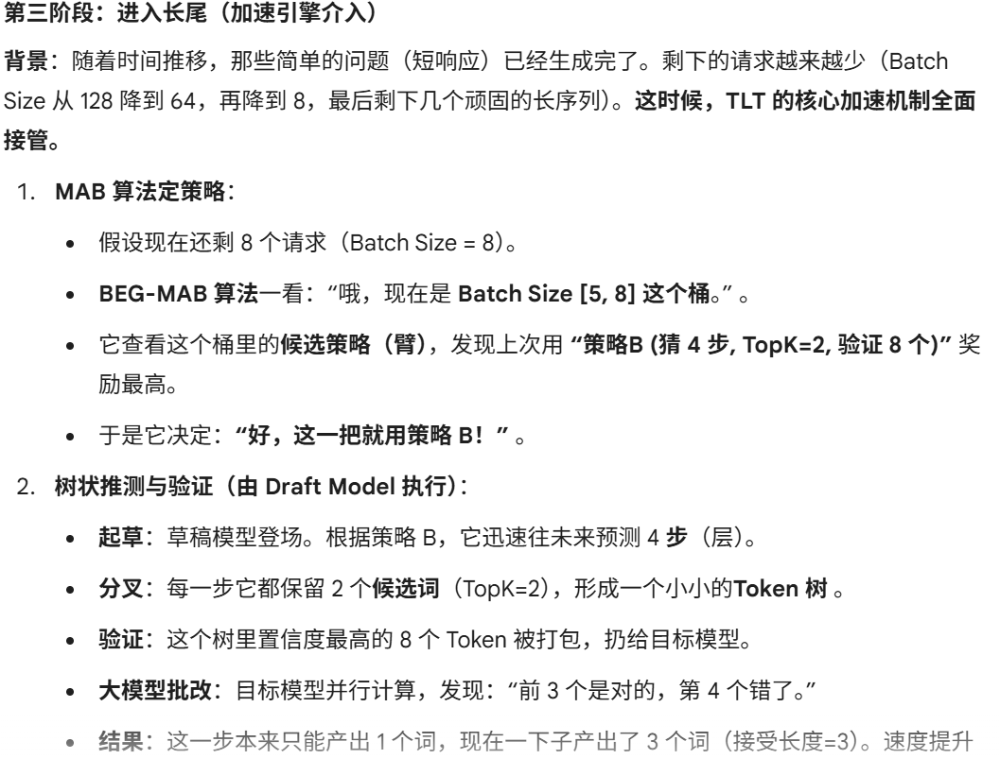 第三阶段：进入长尾（加速引擎介入）
背景：随着时间推移，那些简单的问题（短响应）已经生成完了。剩下的请求越来越少（Batch
Size 从 128 降到 64，再降到 8，最后剩下几个顽固的长序列）。这时候，TLT 的核心加速机制全面
接管。
1. MAB 算法定策略：
• 假设现在还剩 8 个请求（Batch Size = 8）。
• BEG-MAB 算法一看：“哦，现在是 Batch Size [5, 8] 这个桶。” 。
• 它查看这个桶里的候选策略（臂），发现上次用 “策略B (猜 4 步, TopK=2, 验证 8 个)” 奖
励最高。
• 于是它决定：“好，这一把就用策略 B！” 。
2. 树状推测与验证（由 Draft Model 执行）：
• 起草：草稿模型登场。根据策略 B，它迅速往未来预测 4 步（层）。
• 分叉：每一步它都保留 2 个候选词（TopK=2），形成一个小小的Token 树 。
• 验证：这个树里置信度最高的 8 个 Token 被打包，扔给目标模型。
• 大模型批改：目标模型并行计算，发现：“前 3 个是对的，第 4 个错了。”
• 结果：这一步本来只能产出 1 个词，现在一下子产出了 3 个词（接受长度=3）。速度提升